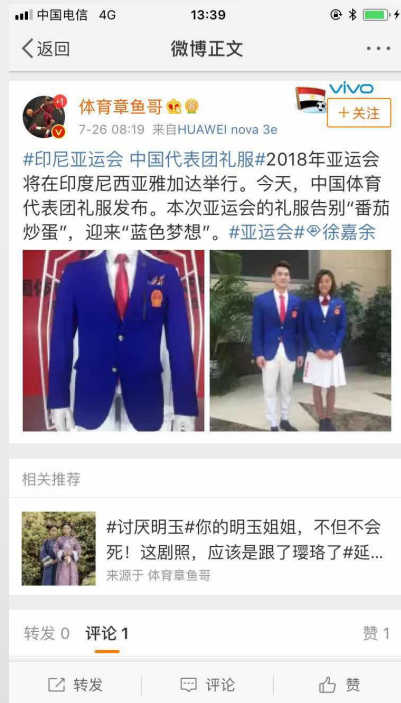 中国电信 4G 13:39
返回 微博正文
体育章鱼哥
7-26 08:19 来自HUAWEI nova 3e
vivo
+关注
#印尼亚运会 中国代表团礼服#2018年亚运会
将在印度尼西亚雅加达举行。今天，中国体育
代表团礼服发布。本次亚运会的礼服告别“番茄
炒蛋”，迎来“蓝色梦想”。#亚运会#徐嘉余
相关推荐
#讨厌明玉#你的明玉姐姐，不但不会
死！这剧照，应该是跟了璎珞了#延...
来源于 体育章鱼哥
转发 0 评论 1 赞 1
转发 评论 赞